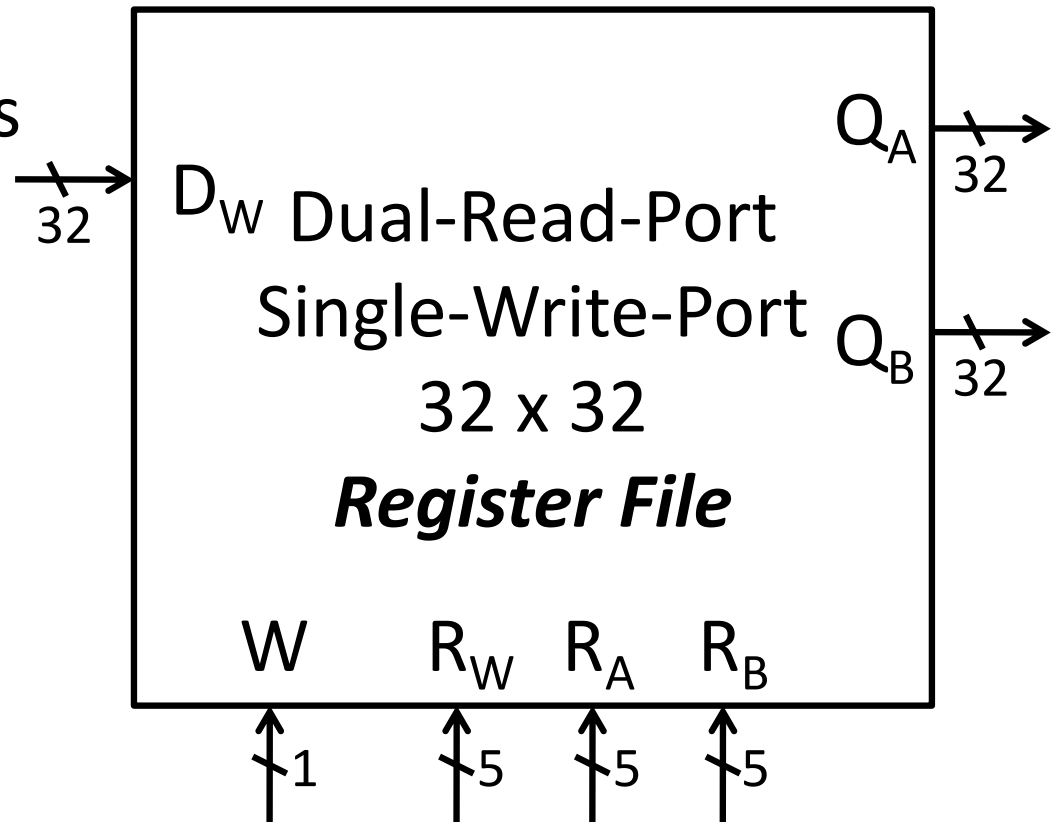 s
32
D_W
Q_A
32
Dual-Read-Port
Single-Write-Port
Q_B
32
32 x 32
Register File
W R_W R_A R_B
1 5 5 5